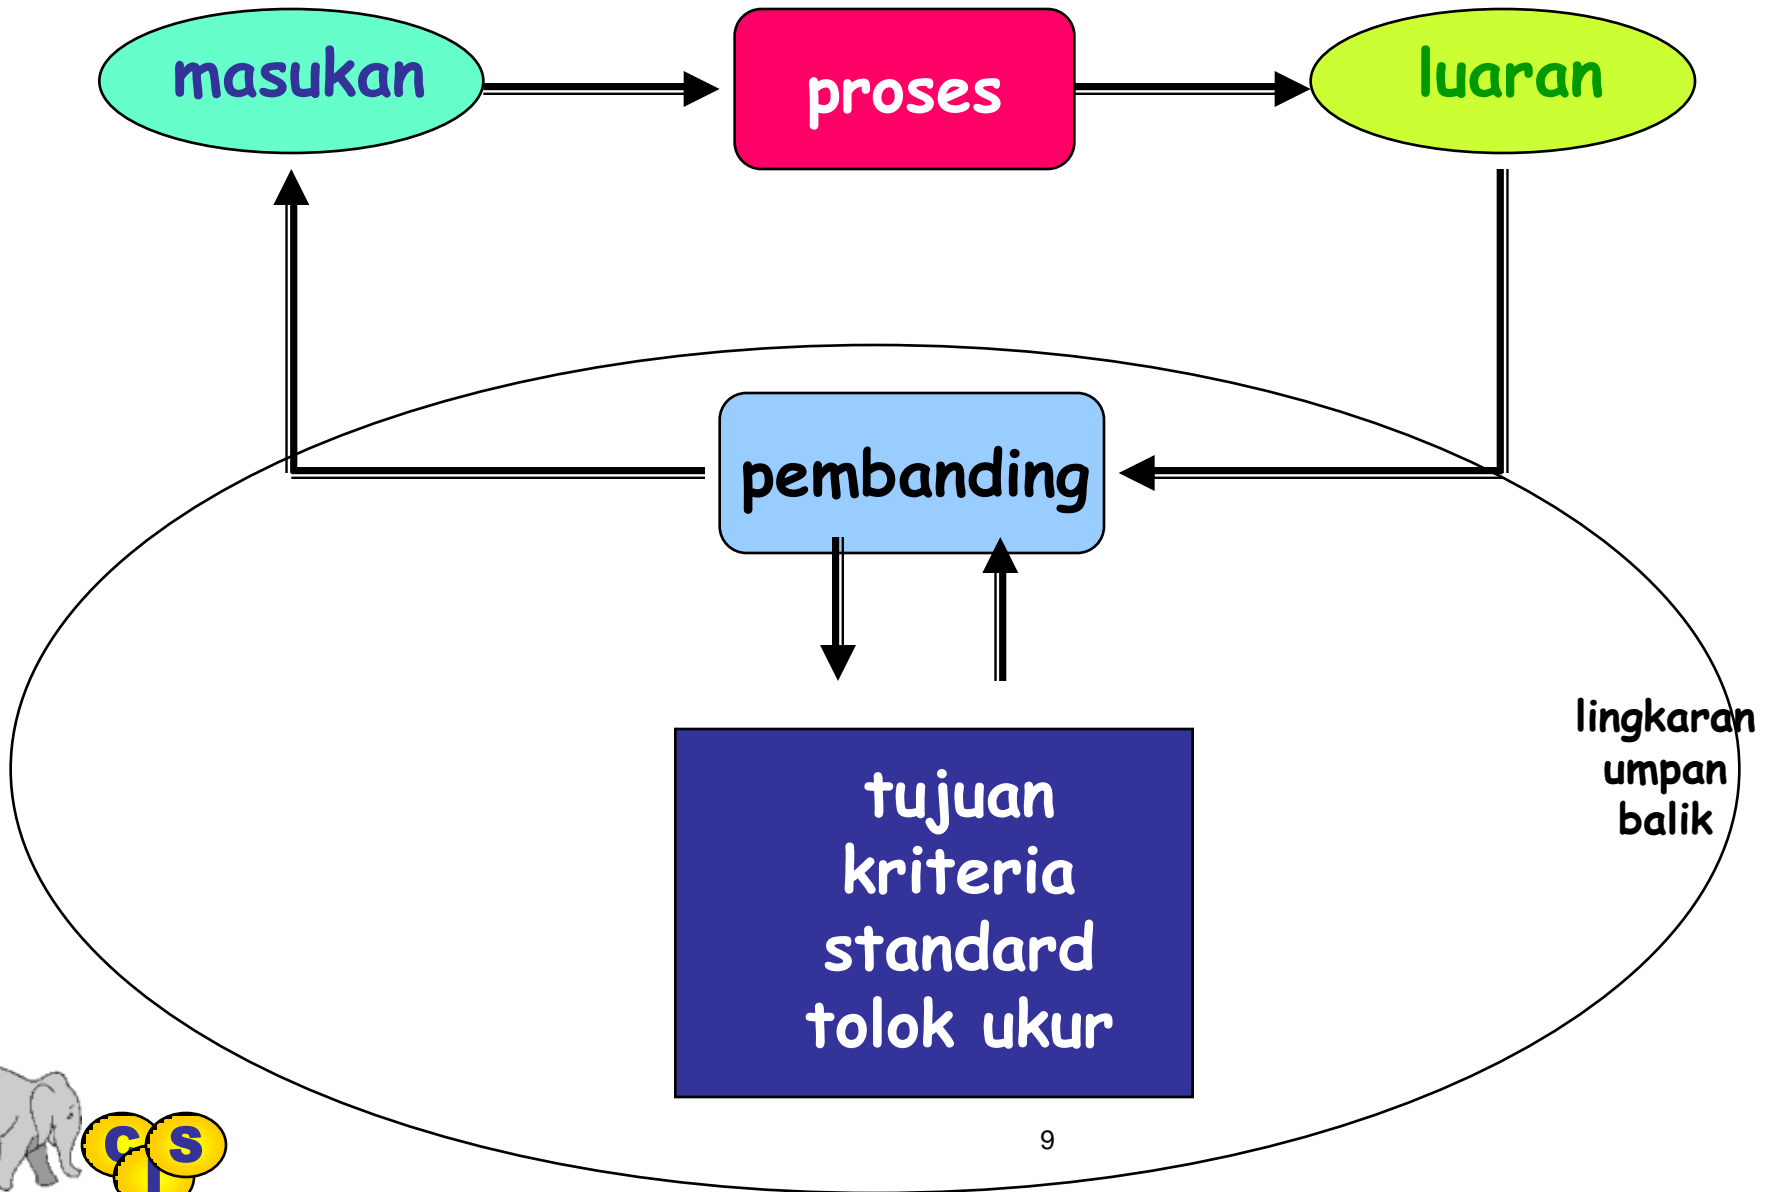 masukan
proses
luaran
pembanding
lingkaran
umpan
balik
tujuan
kriteria
standard
tolok ukur
9
C S
I